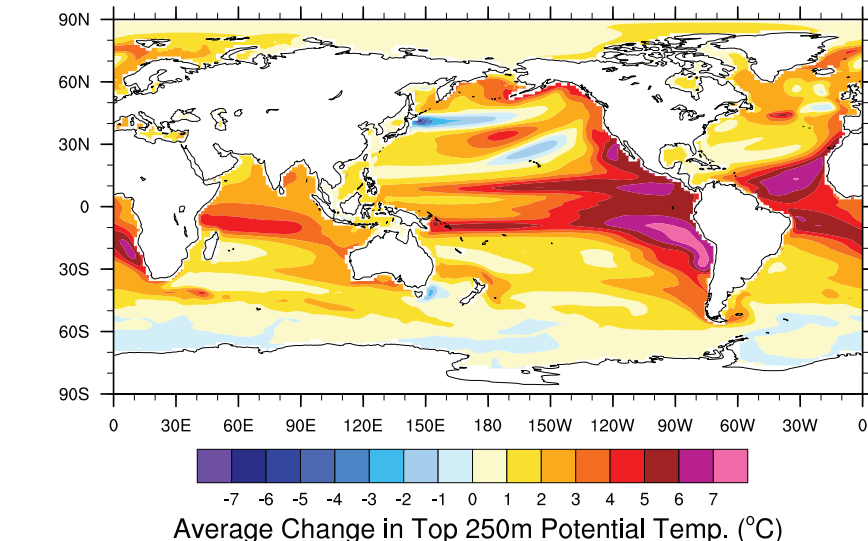 90N
60N
30N
0
30S
60S
90S
0 30E 60E 90E 120E 150E 180 150W 120W 90W 60W 30W 0
-7 -6 -5 -4 -3 -2 -1 0 1 2 3 4 5 6 7
Average Change in Top 250m Potential Temp. (°C)